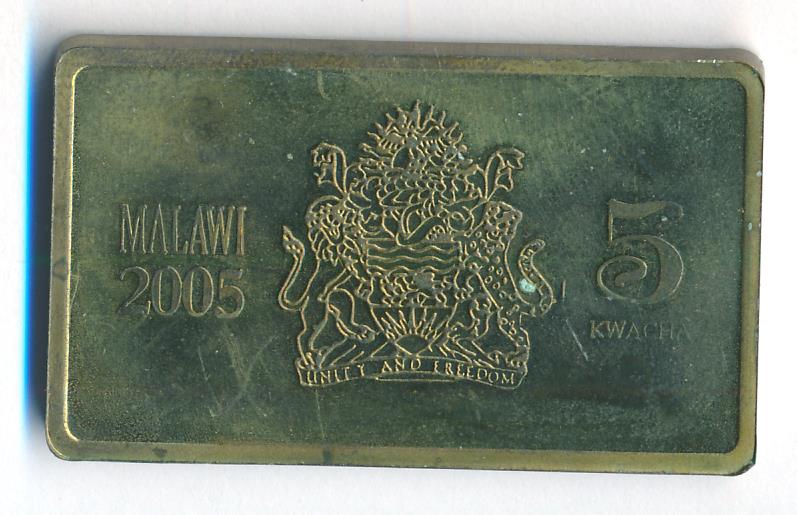 MALAWI
2005
UNITY AND FREEDOM
5
KWACHA